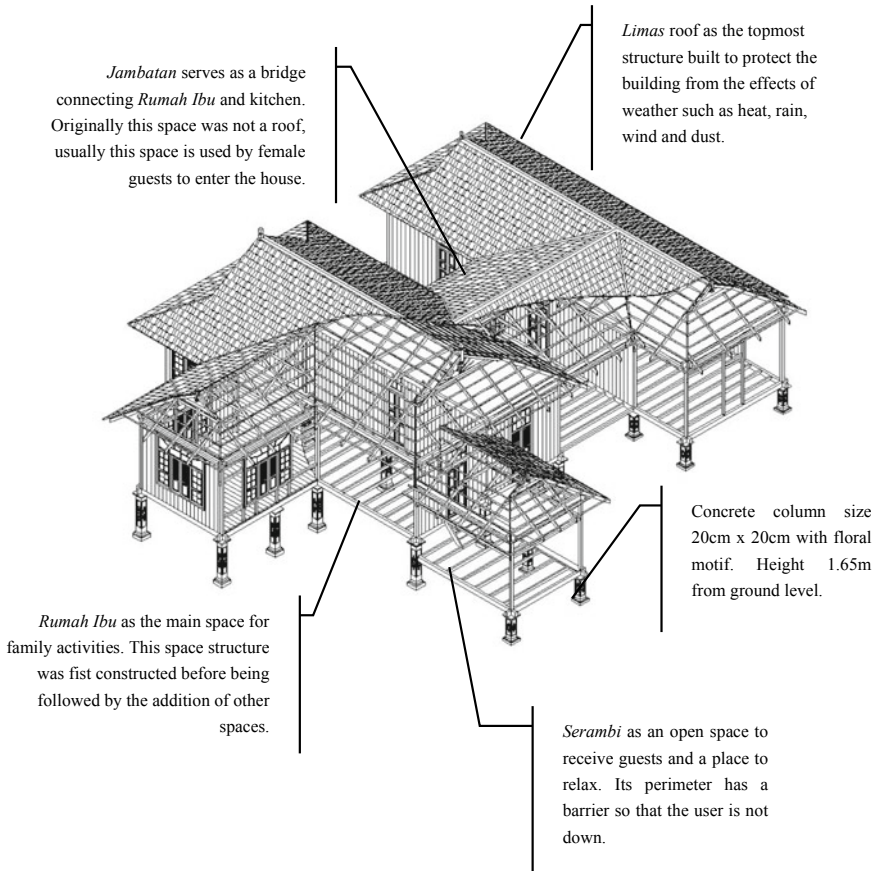 Limas roof as the topmost
structure built to protect the
building from the effects of
weather such as heat, rain,
wind and dust.
Jambatan serves as a bridge
connecting Rumah Ibu and kitchen.
Originally this space was not a roof,
usually this space is used by female
guests to enter the house.
Concrete column size
20cm x 20cm with floral
motif. Height 1.65m
from ground level.
Rumah Ibu as the main space for
family activities. This space structure
was fist constructed before being
followed by the addition of other
spaces.
Serambi as an open space to
receive guests and a place to
relax. Its perimeter has a
barrier so that the user is not
down.